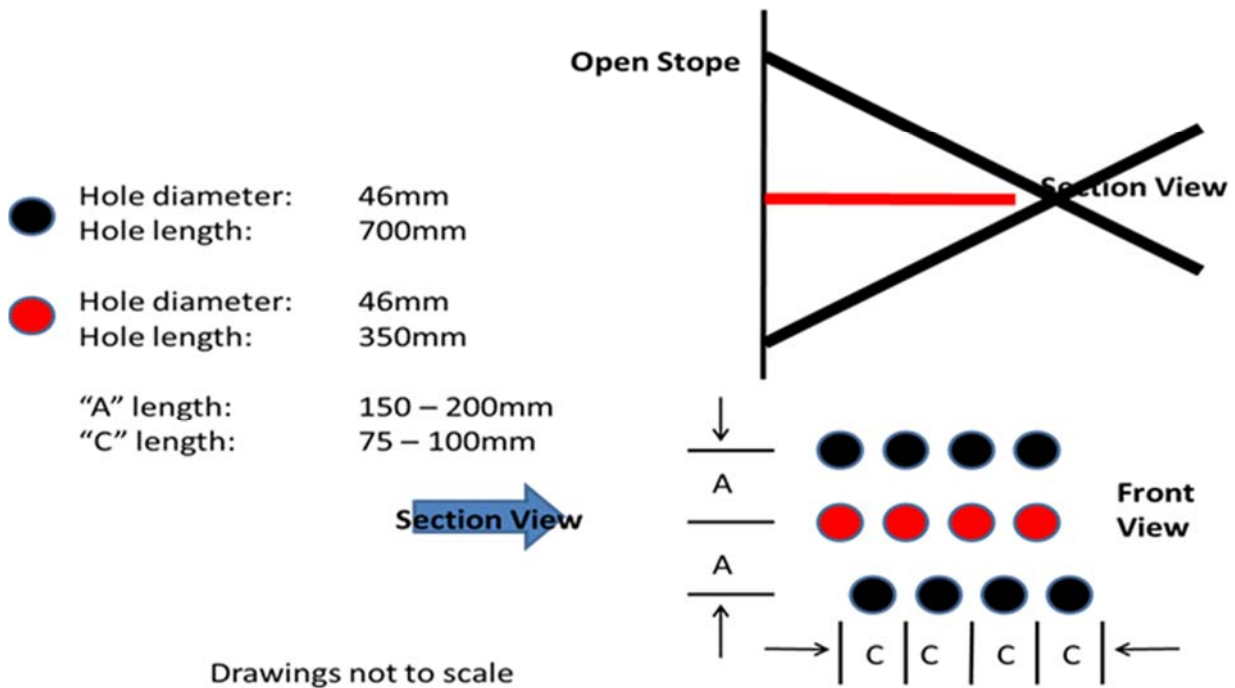 Open Stope
Section View
Hole diameter: 46mm
Hole length: 700mm
Hole diameter: 46mm
Hole length: 350mm
“A” length: 150 – 200mm
“C” length: 75 – 100mm
Section View
A
A
Front
View
C C C C
Drawings not to scale